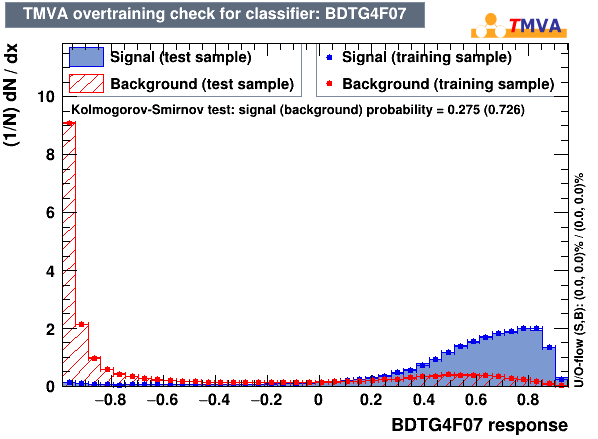 TMVA overtraining check for classifier: BDTG4F07
TMVA
(1/N) dN / dx
Signal (test sample)
Signal (training sample)
Background (test sample)
Background (training sample)
Kolmogorov-Smirnov test: signal (background) probability = 0.275 (0.726)
10
8
6
4
2
0
−0.8 −0.6 −0.4 −0.2 0 0.2 0.4 0.6 0.8
BDTG4F07 response
U/O-flow (S,B): (0.0, 0.0)% / (0.0, 0.0)%